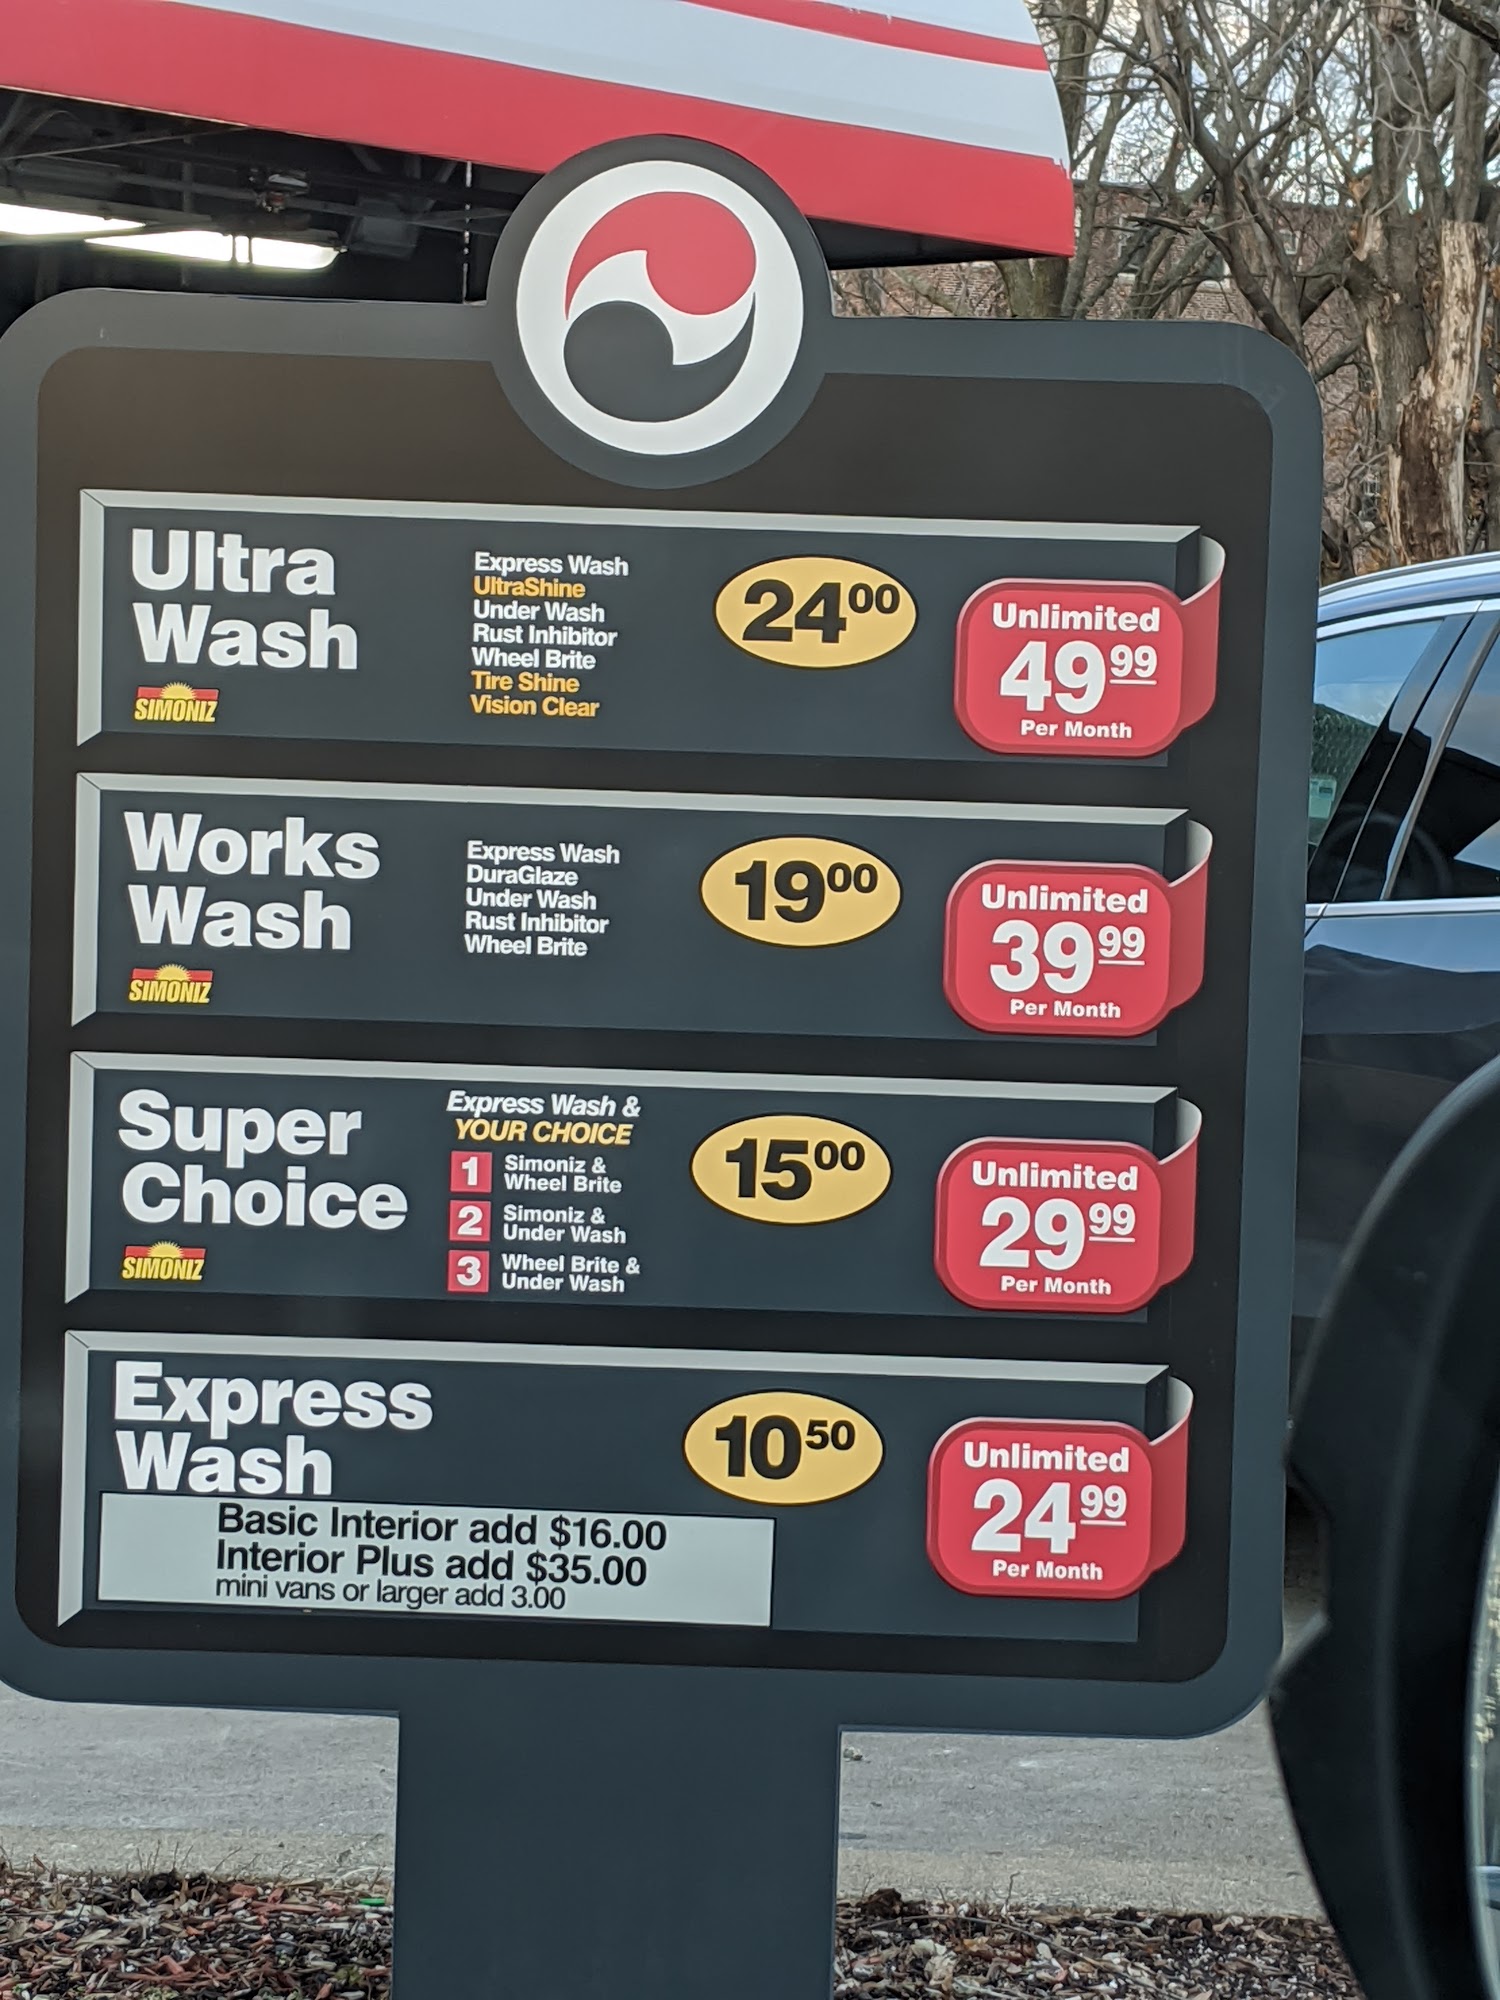 Ultra
Wash
SIMONIZ
Express Wash
UltraShine
Under Wash
Rust Inhibitor
Wheel Brite
Tire Shine
Vision Clear
2400
Unlimited
4999
Per Month
Works
Wash
SIMONIZ
Express Wash
DuraGlaze
Under Wash
Rust Inhibitor
Wheel Brite
1900
Unlimited
3999
Per Month
Super
Choice
SIMONIZ
Express Wash &
YOUR CHOICE
1 Simoniz &
Wheel Brite
2 Simoniz &
Under Wash
3 Wheel Brite &
Under Wash
1500
Unlimited
2999
Per Month
Express
Wash
1050
Unlimited
2499
Per Month
Basic Interior add $16.00
Interior Plus add $35.00
mini vans or larger add 3.00